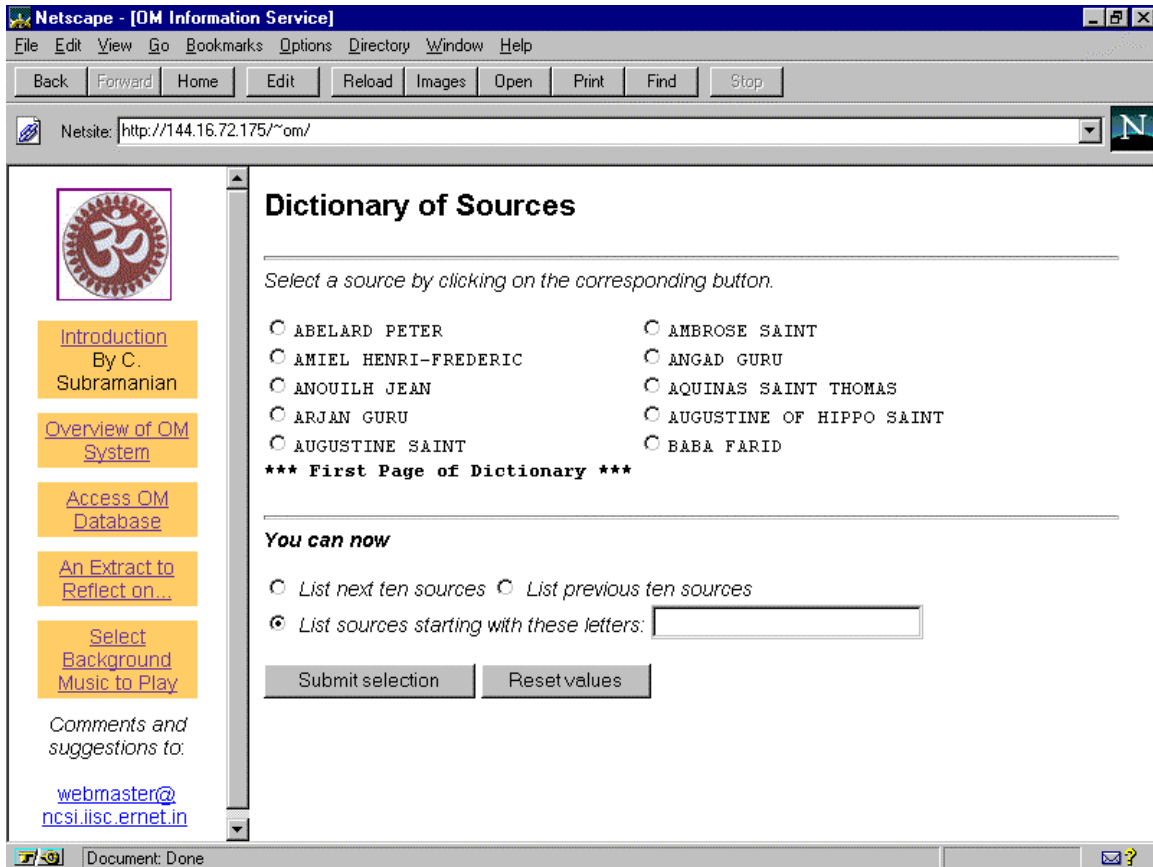 Netscape - [OM Information Service]
File Edit View Go Bookmarks Options Directory Window Help
Back Forward Home Edit Reload Images Open Print Find Stop
Netsite: http://144.16.72.175/~om/
N
ॐ
Introduction
By C.
Subramanian
Overview of OM
System
Access OM
Database
An Extract to
Reflect on...
Select
Background
Music to Play
Comments and
suggestions to:
webmaster@
ncsi.iisc.ernet.in
Dictionary of Sources
Select a source by clicking on the corresponding button.
ABELARD PETER AMBROSE SAINT
AMIEL HENRI-FREDERIC ANGAD GURU
ANOUILH JEAN AQUINAS SAINT THOMAS
ARJAN GURU AUGUSTINE OF HIPPO SAINT
AUGUSTINE SAINT BABA FARID
*** First Page of Dictionary ***
You can now
List next ten sources List previous ten sources
List sources starting with these letters:
Submit selection Reset values
Document: Done